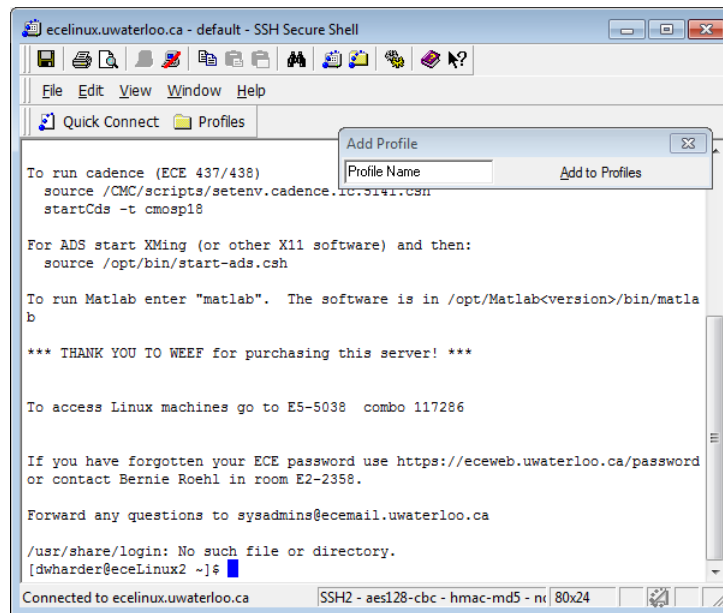 ecelinux.uwaterloo.ca - default - SSH Secure Shell
File Edit View Window Help
Quick Connect Profiles
Add Profile
Profile Name Add to Profiles
To run cadence (ECE 437/438)
source /CMC/scripts/setenv.cadence.ic.5141.csh
startCds -t cmosp18
For ADS start XMing (or other X11 software) and then:
source /opt/bin/start-ads.csh
To run Matlab enter "matlab". The software is in /opt/Matlab<version>/bin/matla
b
*** THANK YOU TO WEEF for purchasing this server! ***
To access Linux machines go to E5-5038 combo 117286
If you have forgotten your ECE password use https://eceweb.uwaterloo.ca/password
or contact Bernie Roehl in room E2-2358.
Forward any questions to sysadmins@ecemail.uwaterloo.ca
/usr/share/login: No such file or directory.
[dwharder@eceLinux2 ~]$
Connected to ecelinux.uwaterloo.ca SSH2 - aes128-cbc - hmac-md5 - 80x24